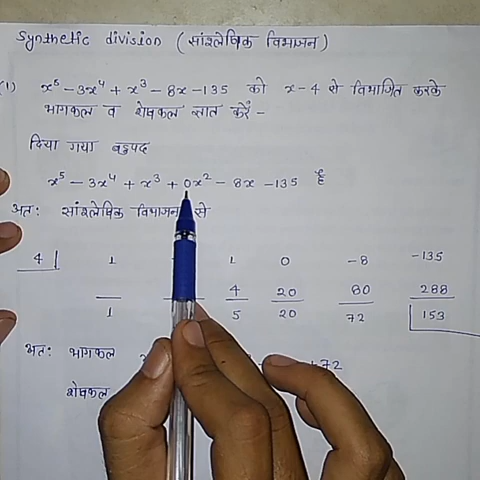 Synthetic division (सांश्लेषिक विभाजन)
(1) x⁵ - 3x⁴ + x³ - 8x - 135 को x-4 से विभाजित करके
भागफल व शेषफल ज्ञात करें -
दिया गया बहुपद
x⁵ - 3x⁴ + x³ + 0x² - 8x - 135 है
अतः सांश्लेषिक विभाजन से
4 1 1 0 -8 -135
4 20 80 288
1 5 20 72 153
अतः भागफल +72
शेषफल